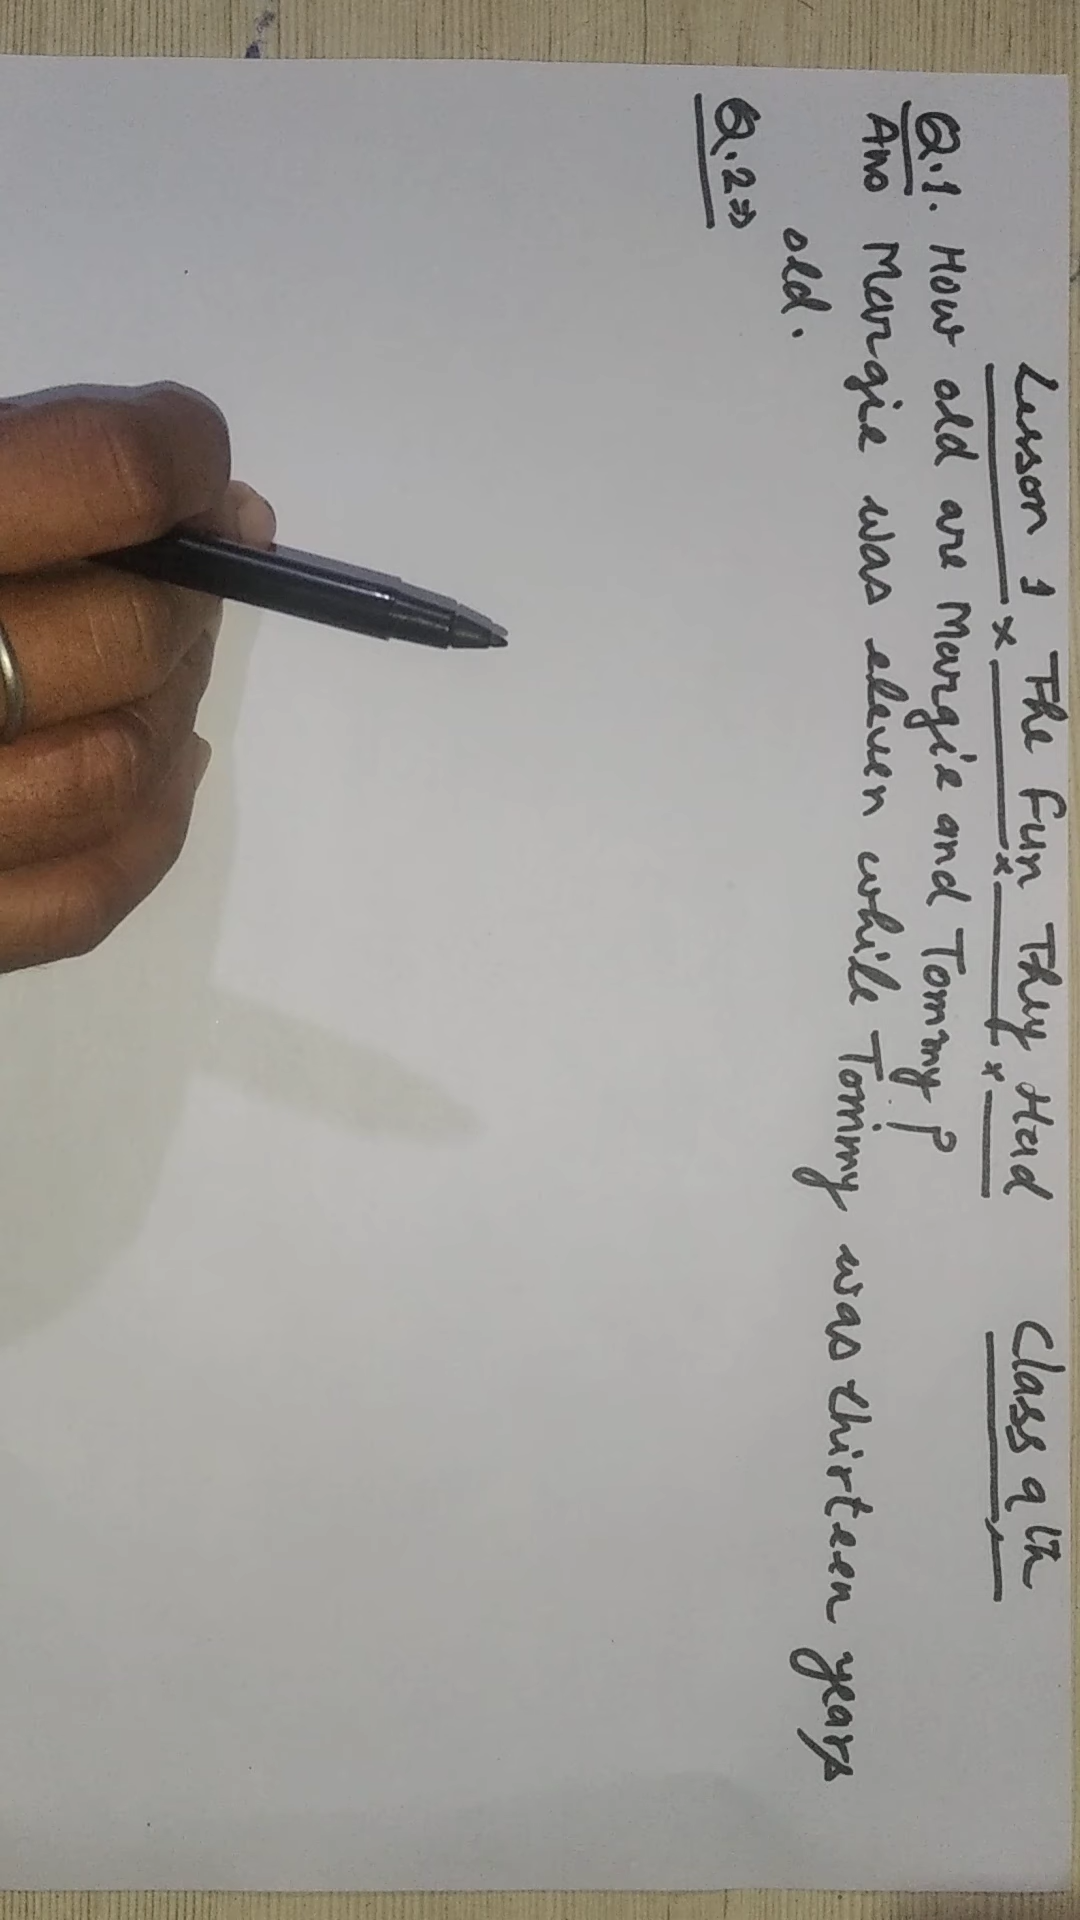 Lesson 1 The Fun They Had Class 9th
Q.1. How old are Margie and Tommy?
Ans Margie was eleven while Tommy was thirteen years
old.
Q.2⇒